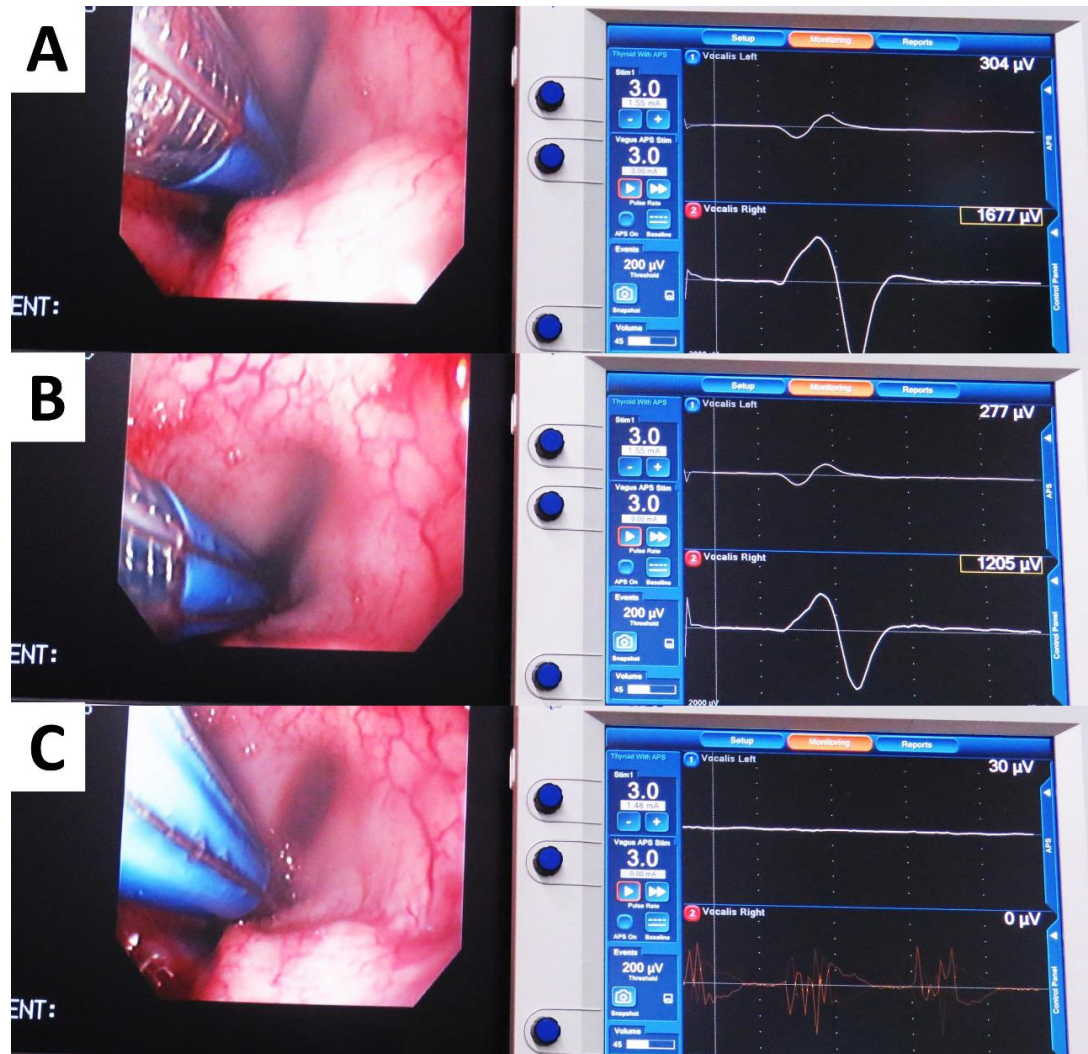 A
ENT:
Setup
Monitoring
Reports
Thyroid With APS
Stim1
3.0
1.55 mA
- +
Vagus APS Stim
3.0
0.00 mA
Pulse Rate
APS On Baseline
Events
200 µV
Threshold
Snapshot
Volume
45
1 Vocalis Left
304 µV
APS
2 Vocalis Right
1677 µV
Control Panel
B
ENT:
Setup
Monitoring
Reports
Thyroid With APS
Stim1
3.0
1.55 mA
- +
Vagus APS Stim
3.0
0.00 mA
Pulse Rate
APS On Baseline
Events
200 µV
Threshold
Snapshot
Volume
45
1 Vocalis Left
277 µV
APS
2 Vocalis Right
1205 µV
Control Panel
2000 µV
C
ENT:
Setup
Monitoring
Reports
Thyroid With APS
Stim1
3.0
1.48 mA
- +
Vagus APS Stim
3.0
0.00 mA
Pulse Rate
APS On Baseline
Events
200 µV
Threshold
Snapshot
Volume
45
1 Vocalis Left
30 µV
APS
2 Vocalis Right
0 µV
Control Panel